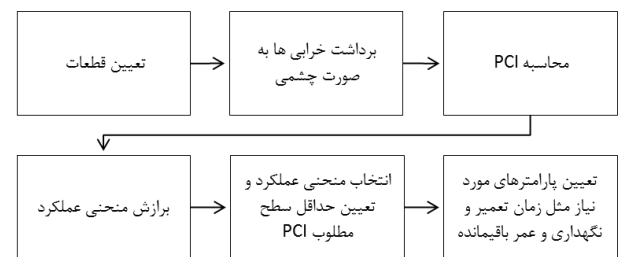 تعیین قطعات
برداشت خرابی ها به
صورت چشمی
محاسبه PCI
برازش منحنی عملکرد
انتخاب منحنی عملکرد و
تعیین حداقل سطح
مطلوب PCI
تعیین پارامترهای مورد
نیاز مثل زمان تعمیر و
نگهداری و عمر باقیمانده